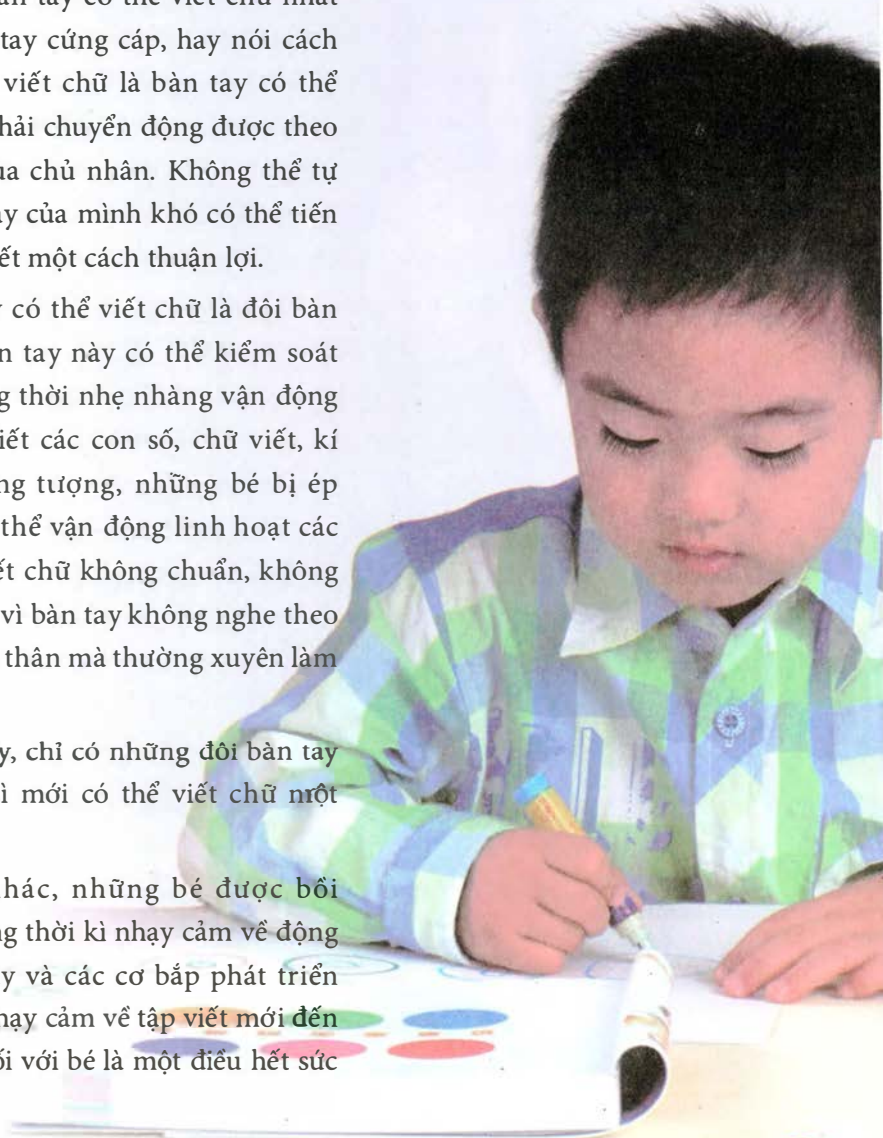 tay có thể viết chữ nhất
tay cứng cáp, hay nói cách
viết chữ là bàn tay có thể
hải chuyển động được theo
ủa chủ nhân. Không thể tự
ay của mình khó có thể tiến
ết một cách thuận lợi.
có thể viết chữ là đôi bàn
n tay này có thể kiểm soát
g thời nhẹ nhàng vận động
iết các con số, chữ viết, kí
ng tượng, những bé bị ép
thể vận động linh hoạt các
ết chữ không chuẩn, không
vì bàn tay không nghe theo
thân mà thường xuyên làm
y, chỉ có những đôi bàn tay
ì mới có thể viết chữ một
hác, những bé được bồi
ng thời kì nhạy cảm về động
y và các cơ bắp phát triển
hạy cảm về tập viết mới đến
ối với bé là một điều hết sức